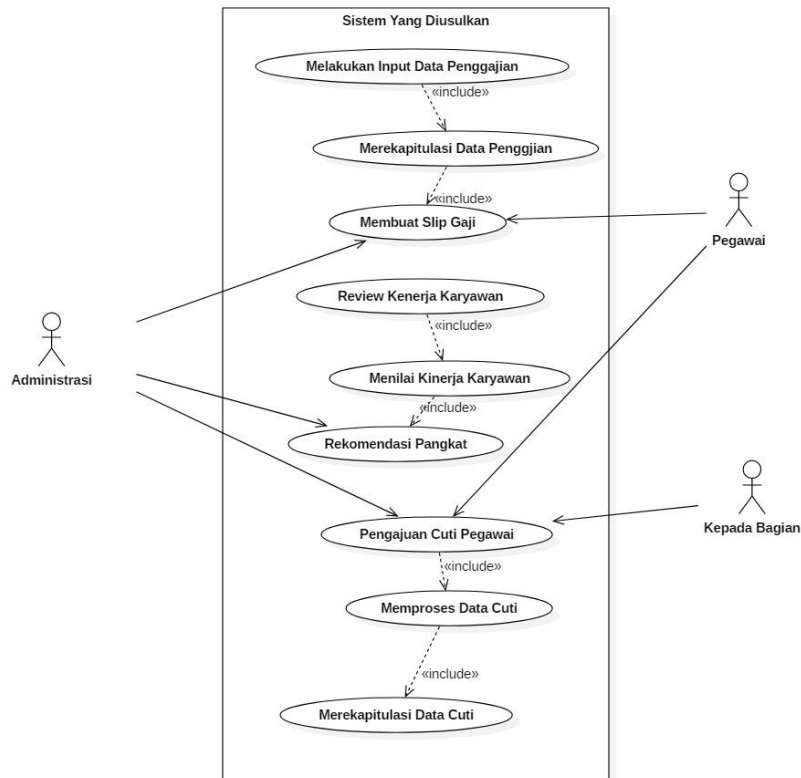 Sistem Yang Diusulkan
Melakukan Input Data Penggajian
«include»
Merekapitulasi Data Penggjian
«include»
Membuat Slip Gaji
Pegawai
Review Kenerja Karyawan
«include»
Administrasi
Menilai Kinerja Karyawan
«include»
Rekomendasi Pangkat
Pengajuan Cuti Pegawai
Kepada Bagian
«include»
Memproses Data Cuti
«include»
Merekapitulasi Data Cuti